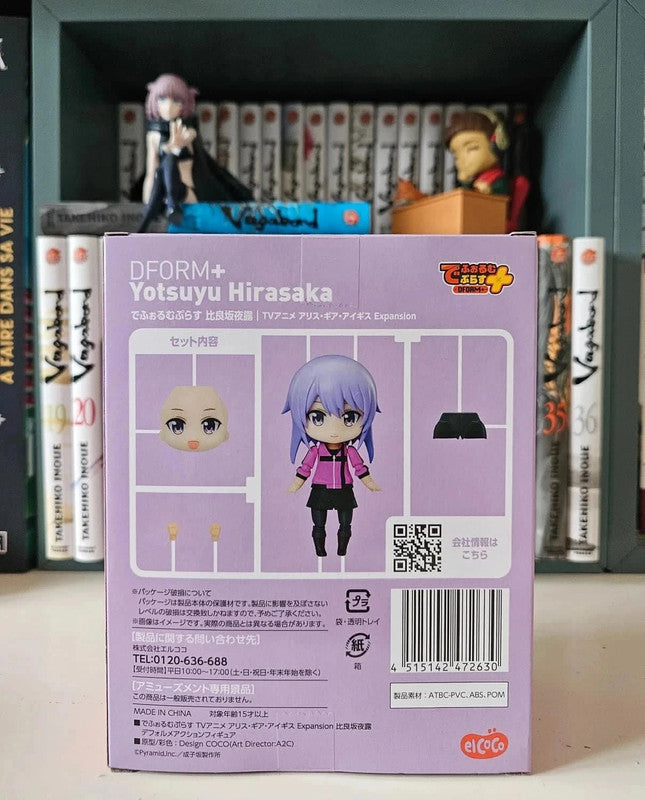 A FAIRE DANS SA VIE
TAKEHIKO INOUE
Vagabond
Vagabond
19
TAKEHIKO INOUE
Vagabond
20
TAKEHIKO INOUE
35
Vagabond
36
TAKEHIKO INOUE
DFORM+
Yotsuyu Hirasaka
でふぉるむぷらす 比良坂夜露 | TVアニメ アリス・ギア・アイギス Expansion
でふぉるむ
ぷらす
DFORM+
セット内容
会社情報は
こちら
※パッケージ破損について
パッケージは製品本体の保護材です。製品に影響を及ぼさない
レベルの破損は交換致しかねますので、予めご了承ください。
※画像はイメージです。実際の商品とは異なる場合があります。
[製品に関する問い合わせ先]
株式会社エルココ
TEL:0120-636-688
【受付時間】平日10:00〜17:00(土・日・祝日・年末年始を除く)
[アミューズメント専用景品]
この商品は一般販売されておりません。
MADE IN CHINA 対象年齢15才以上
■でふぉるむぷらす TVアニメ アリス・ギア・アイギス Expansion 比良坂夜露
デフォルメアクションフィギュア
■原型/彩色：Design COCO(Art Director:A2C)
©Pyramid,Inc.／成子坂製作所
プラ
袋・透明トレイ
紙
箱
4 515142 472630
製品素材：ATBC-PVC、ABS、POM
elCoCo